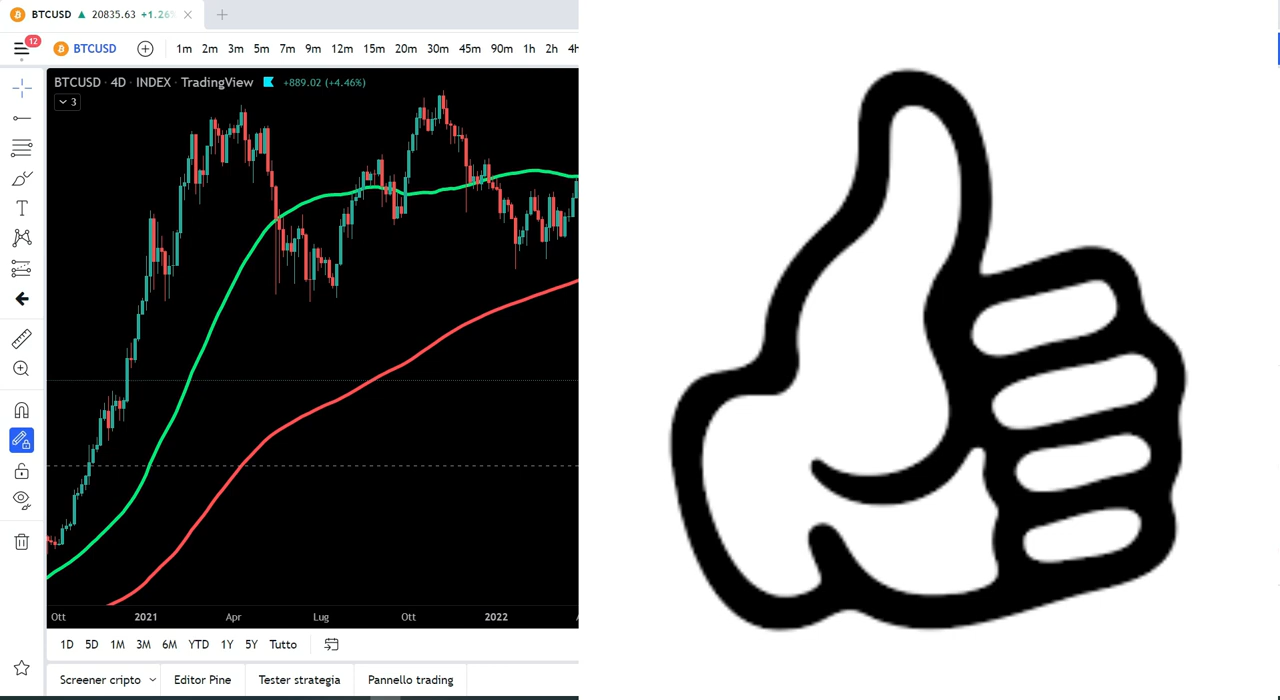 BTCUSD ▲ 20835.63 +1.26%
12
BTCUSD 1m 2m 3m 5m 7m 9m 12m 15m 20m 30m 45m 90m 1h 2h 4h
BTCUSD · 4D · INDEX · TradingView +889.02 (+4.46%)
3
T
Ott 2021 Apr Lug Ott 2022
1D 5D 1M 3M 6M YTD 1Y 5Y Tutto
Screener cripto Editor Pine Tester strategia Pannello trading